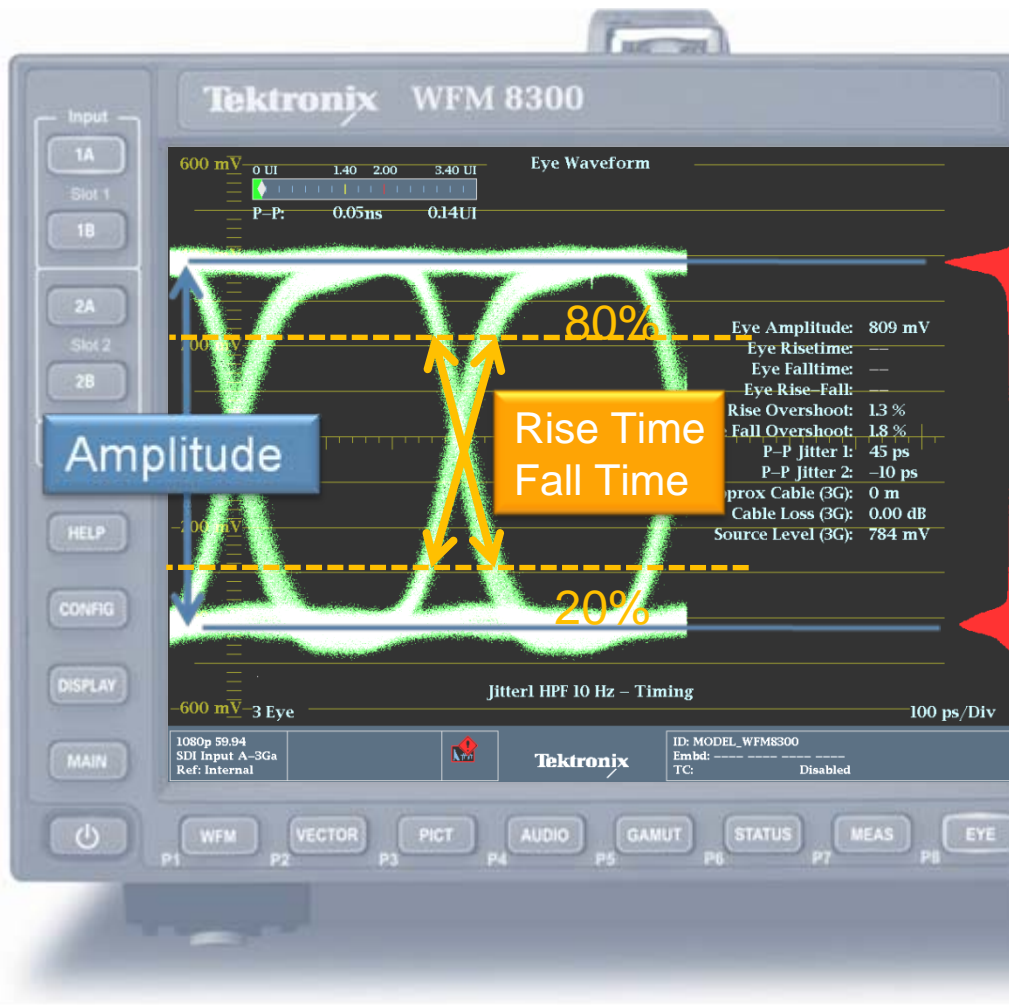 Tektronix WFM 8300
Input
1A
Slot 1
1B
2A
Slot 2
2B
HELP
CONFIG
DISPLAY
MAIN
600 mV
0 UI 1.40 2.00 3.40 UI
P-P: 0.05ns 0.14UI
Eye Waveform
80%
Eye Amplitude: 809 mV
Eye Risetime: --
Eye Falltime: --
Eye Rise-Fall: --
Rise Overshoot: 1.3 %
Fall Overshoot: 1.8 %
P-P Jitter 1: 45 ps
P-P Jitter 2: -10 ps
Cable (3G): 0 m
Cable Loss (3G): 0.00 dB
Source Level (3G): 784 mV
Amplitude
Rise Time
Fall Time
-200 mV
20%
Jitter1 HPF 10 Hz - Timing
-600 mV
3 Eye
100 ps/Div
1080p 59.94
SDI Input A-3Ga
Ref: Internal
Tektronix
ID: MODEL_WFM8300
Embd: ---- ---- ---- ----
TC: Disabled
WFM VECTOR PICT AUDIO GAMUT STATUS MEAS EYE
P1 P2 P3 P4 P5 P6 P7 P8